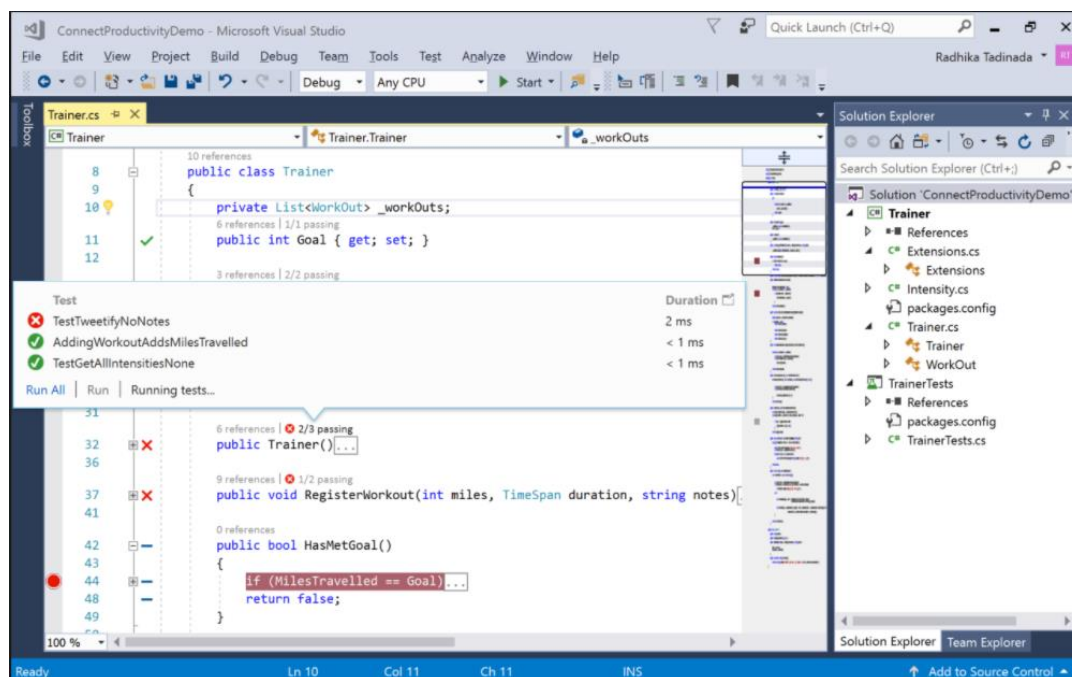 ConnectProductivityDemo - Microsoft Visual Studio
Quick Launch (Ctrl+Q)
File Edit View Project Build Debug Team Tools Test Analyze Window Help
Radhika Tadinada
RT
Debug Any CPU Start
Toolbox
Trainer.cs
C# Trainer
Trainer.Trainer
_workOuts
10 references
8 public class Trainer
9 {
10 private List<WorkOut> _workOuts;
6 references | 1/1 passing
11 public int Goal { get; set; }
12
3 references | 2/2 passing
Test Duration
TestTweetifyNoNotes 2 ms
AddingWorkoutAddsMilesTravelled < 1 ms
TestGetAllIntensitiesNone < 1 ms
Run All | Run | Running tests...
31
6 references | 2/3 passing
32 public Trainer()...
36
9 references | 1/2 passing
37 public void RegisterWorkout(int miles, TimeSpan duration, string notes)
41
0 references
42 public bool HasMetGoal()
43 {
44 if (MilesTravelled == Goal)...
48 return false;
49 }
100 %
Solution Explorer
Search Solution Explorer (Ctrl+;)
Solution 'ConnectProductivityDemo'
C# Trainer
References
C# Extensions.cs
Extensions
C# Intensity.cs
packages.config
C# Trainer.cs
Trainer
WorkOut
TrainerTests
References
packages.config
C# TrainerTests.cs
Solution Explorer Team Explorer
Ready Ln 10 Col 11 Ch 11 INS Add to Source Control